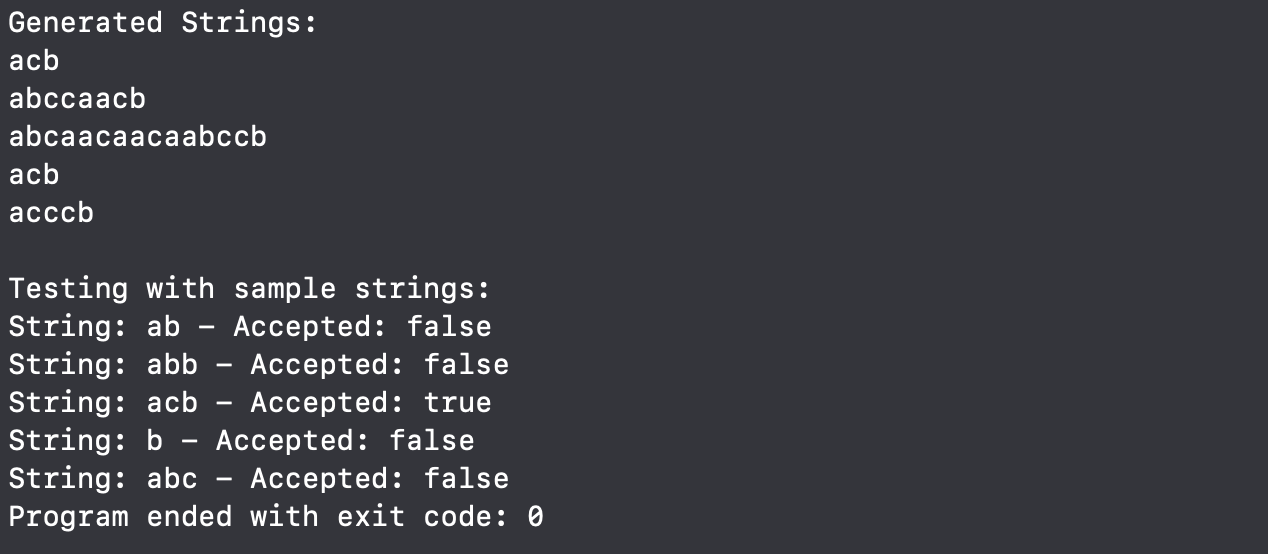 Generated Strings:
acb
abccaacb
abcaacaacaabccb
acb
acccb
Testing with sample strings:
String: ab – Accepted: false
String: abb – Accepted: false
String: acb – Accepted: true
String: b – Accepted: false
String: abc – Accepted: false
Program ended with exit code: 0